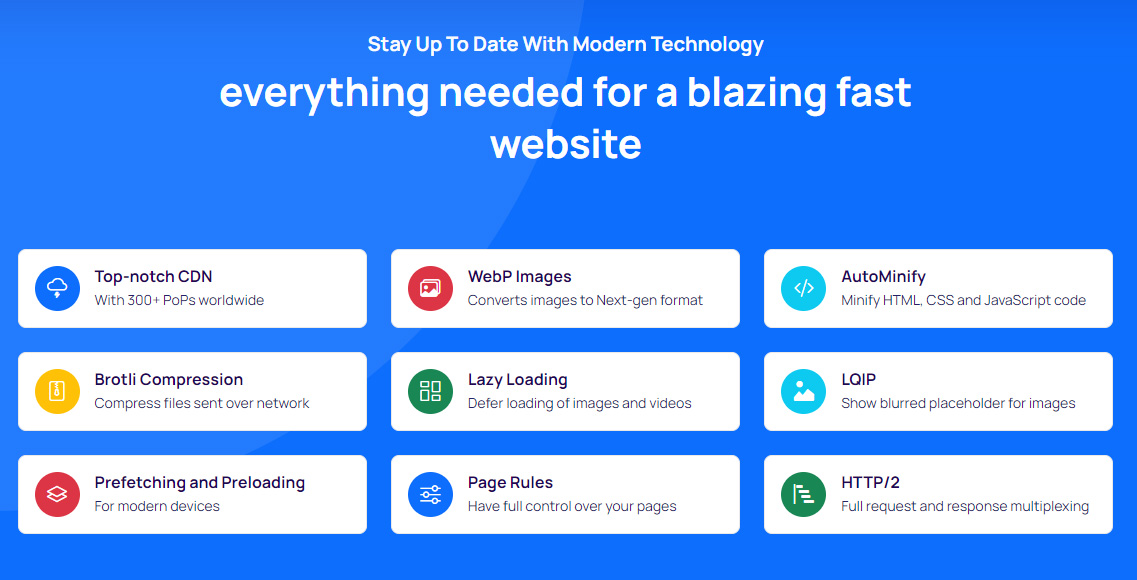 Stay Up To Date With Modern Technology
everything needed for a blazing fast
website
Top-notch CDN
With 300+ PoPs worldwide
WebP Images
Converts images to Next-gen format
AutoMinify
Minify HTML, CSS and JavaScript code
Brotli Compression
Compress files sent over network
Lazy Loading
Defer loading of images and videos
LQIP
Show blurred placeholder for images
Prefetching and Preloading
For modern devices
Page Rules
Have full control over your pages
HTTP/2
Full request and response multiplexing